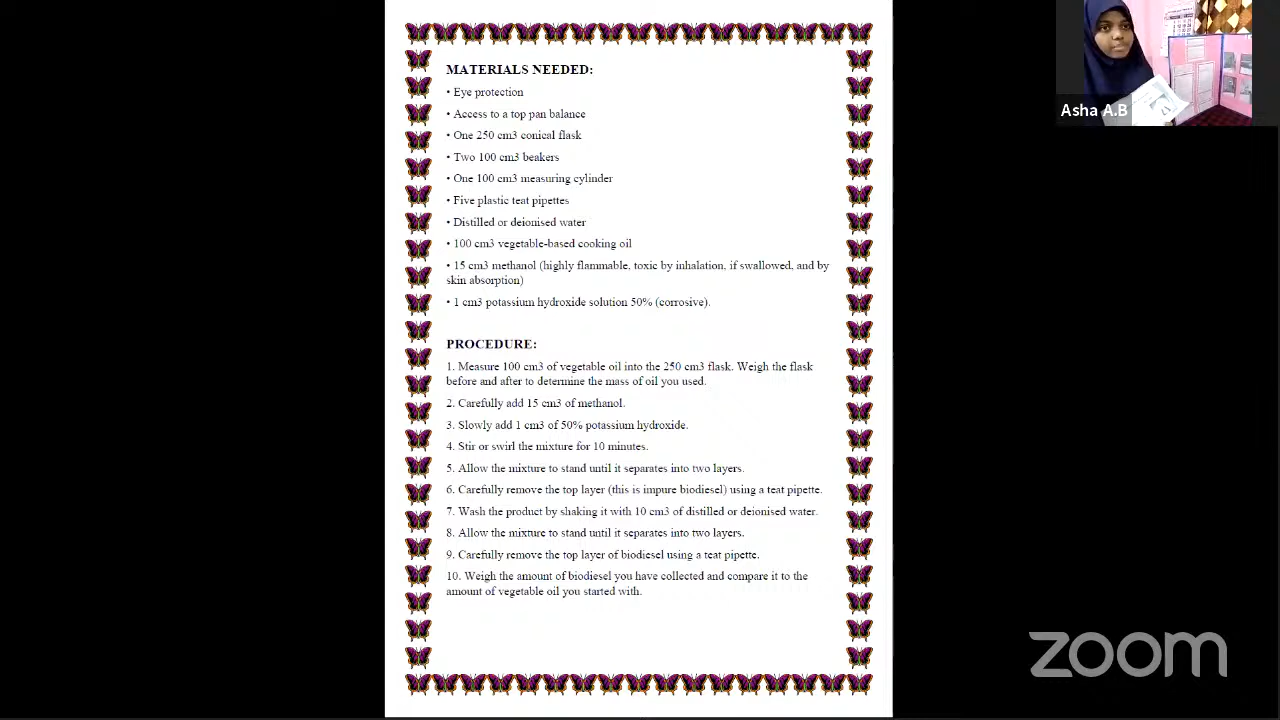 MATERIALS NEEDED:
• Eye protection
• Access to a top pan balance
• One 250 cm3 conical flask
• Two 100 cm3 beakers
• One 100 cm3 measuring cylinder
• Five plastic teat pipettes
• Distilled or deionised water
• 100 cm3 vegetable-based cooking oil
• 15 cm3 methanol (highly flammable, toxic by inhalation, if swallowed, and by
skin absorption)
• 1 cm3 potassium hydroxide solution 50% (corrosive).
PROCEDURE:
1. Measure 100 cm3 of vegetable oil into the 250 cm3 flask. Weigh the flask
before and after to determine the mass of oil you used.
2. Carefully add 15 cm3 of methanol.
3. Slowly add 1 cm3 of 50% potassium hydroxide.
4. Stir or swirl the mixture for 10 minutes.
5. Allow the mixture to stand until it separates into two layers.
6. Carefully remove the top layer (this is impure biodiesel) using a teat pipette.
7. Wash the product by shaking it with 10 cm3 of distilled or deionised water.
8. Allow the mixture to stand until it separates into two layers.
9. Carefully remove the top layer of biodiesel using a teat pipette.
10. Weigh the amount of biodiesel you have collected and compare it to the
amount of vegetable oil you started with.
Asha A.B
zoom